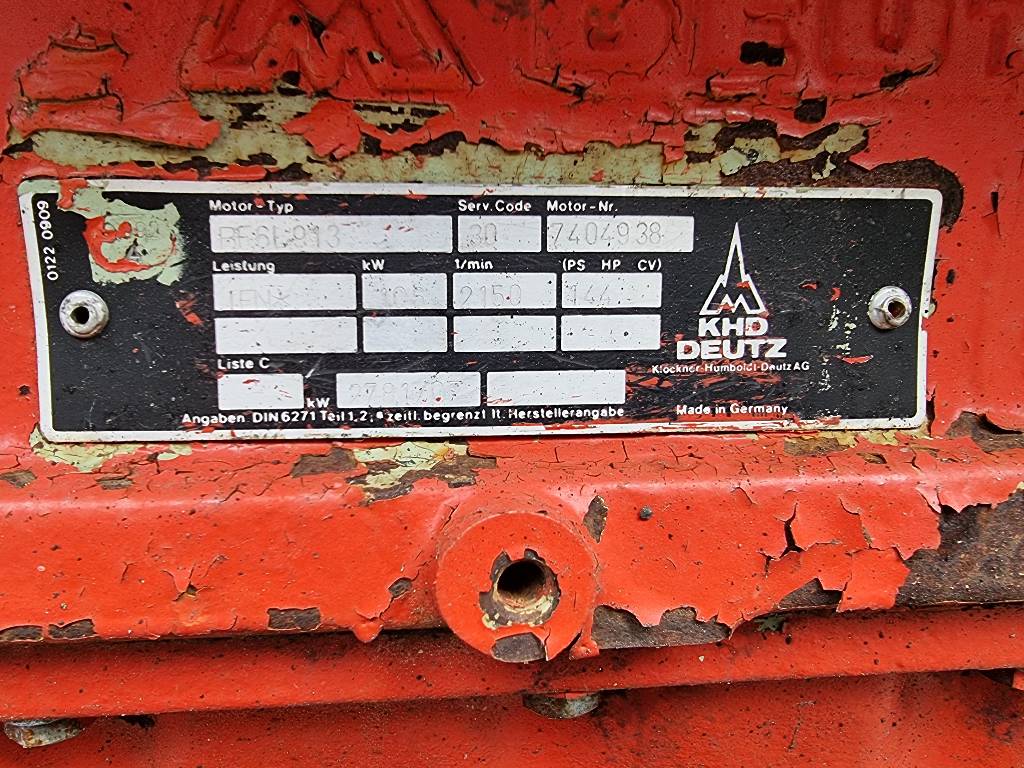 DEUT
0122 0909
Motor-Typ Serv.Code Motor-Nr.
BF6L913 30 7404938
Leistung kW 1/min (PS HP CV)
2150 144
Liste C
kW
Angaben DIN 6271 Teil 1,2. * zeitl. begrenzt lt. Herstellerangabe
KHD
DEUTZ
Klöckner-Humboldt-Deutz AG
Made in Germany